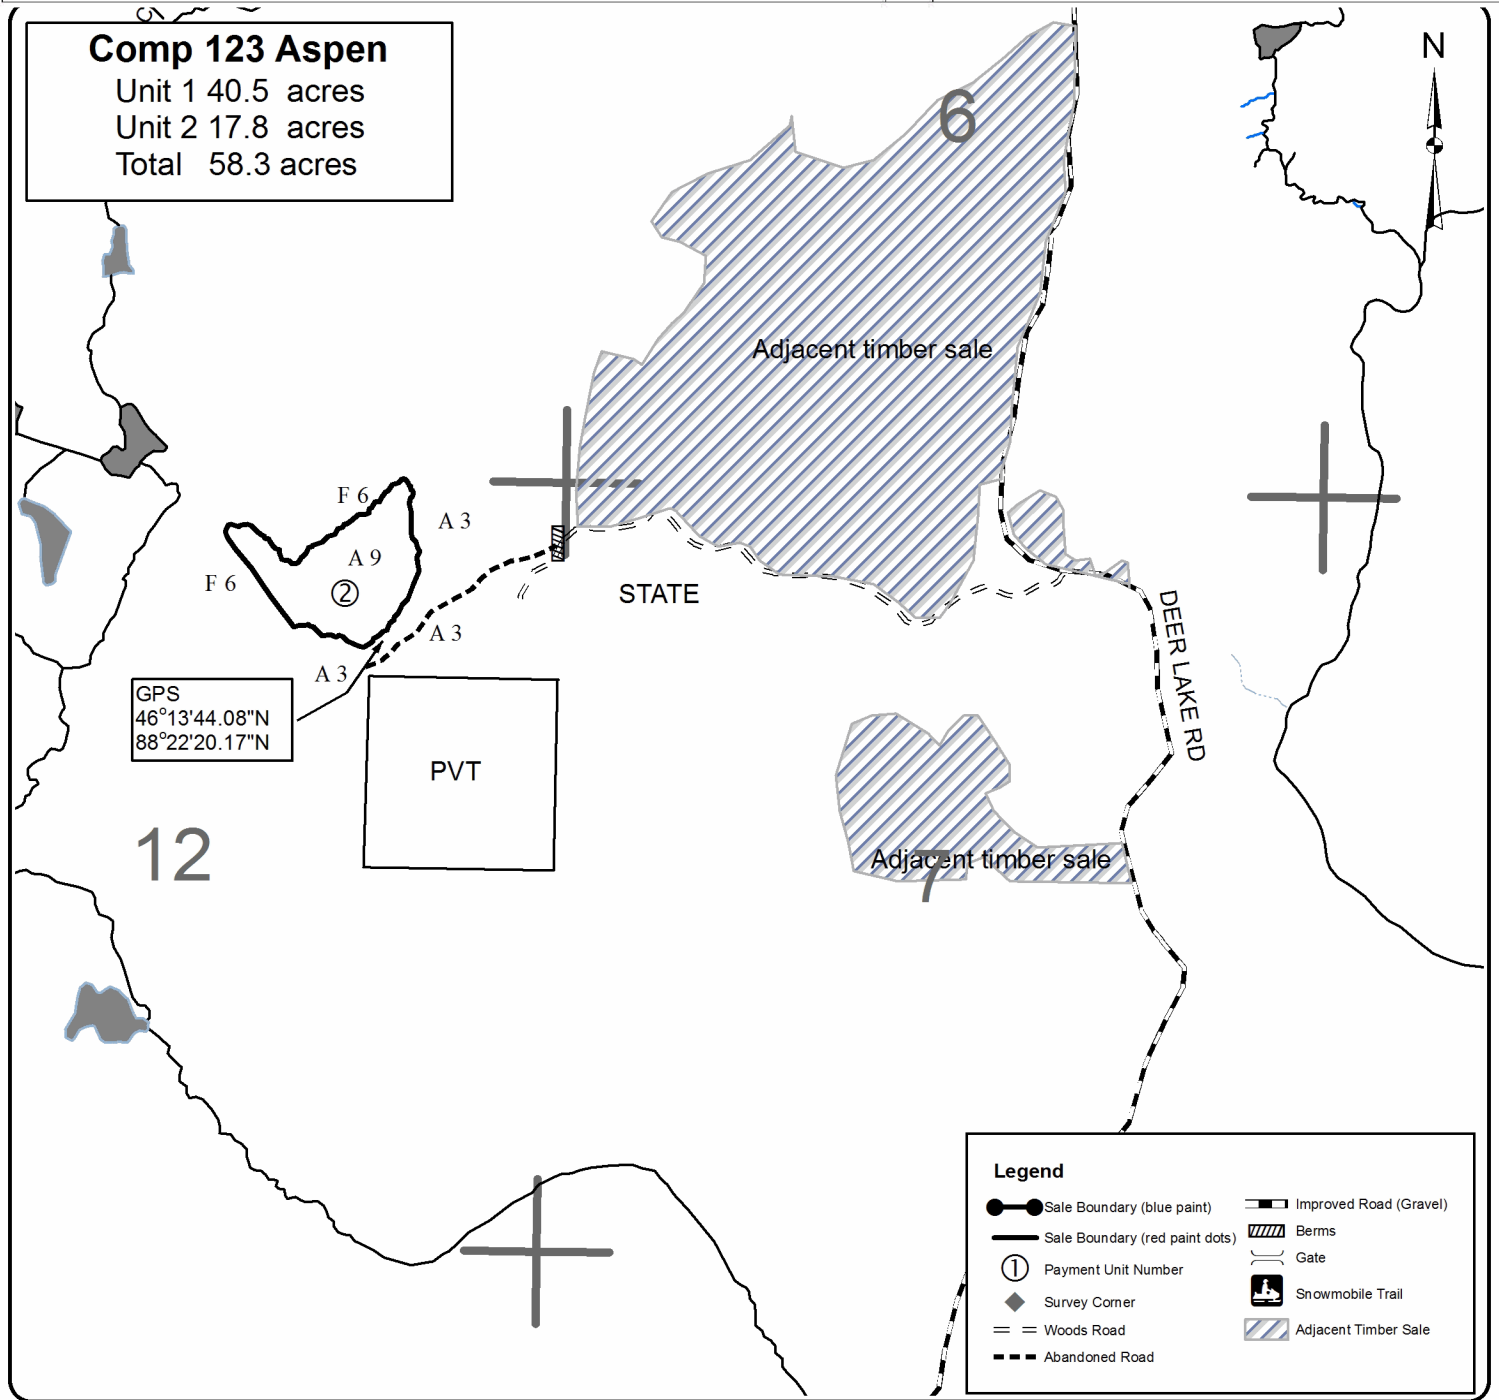 Comp 123 Aspen
Unit 1 40.5 acres
Unit 2 17.8 acres
Total 58.3 acres
N
6
Adjacent timber sale
F 6
A 3
A 9
F 6
2
STATE
A 3
A 3
DEER LAKE RD
GPS
46°13'44.08"N
88°22'20.17"N
PVT
12
Adjacent timber sale
7
Legend
Sale Boundary (blue paint)
Sale Boundary (red paint dots)
1 Payment Unit Number
Survey Corner
Woods Road
Abandoned Road
Improved Road (Gravel)
Berms
Gate
Snowmobile Trail
Adjacent Timber Sale